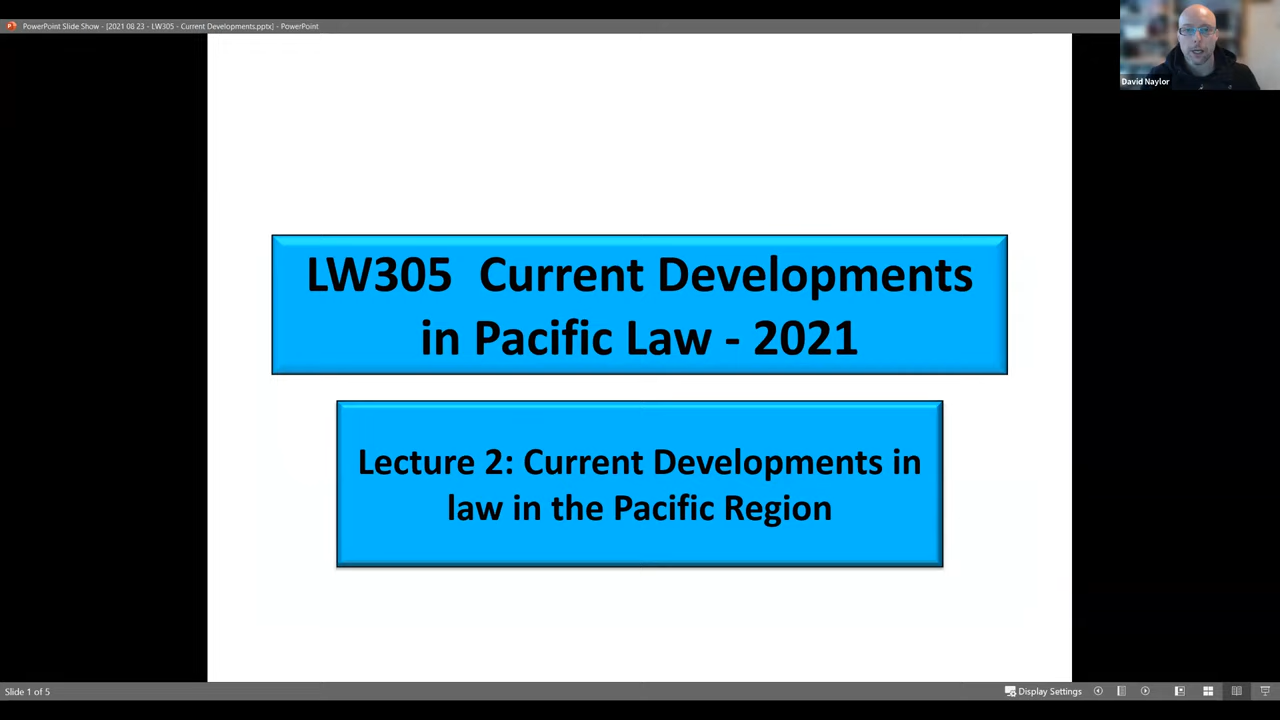 PowerPoint Slide Show - [2021 08 23 - LW305 - Current Developments.pptx] - PowerPoint
David Naylor
LW305 Current Developments
in Pacific Law - 2021
Lecture 2: Current Developments in
law in the Pacific Region
Slide 1 of 5
Display Settings